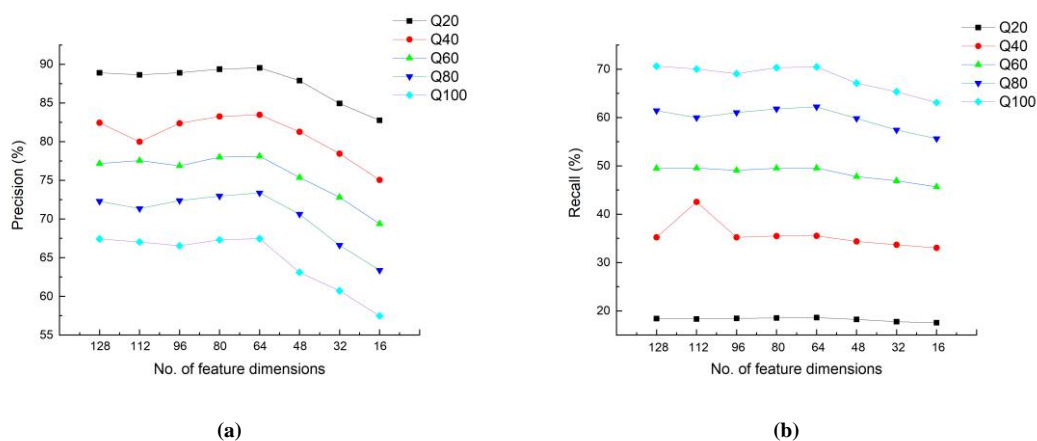 Q20
Q40
Q60
Q80
Q100
90
85
80
75
70
65
60
55
Precision (%)
128 112 96 80 64 48 32 16
No. of feature dimensions
(a)
Q20
Q40
Q60
Q80
Q100
70
60
50
40
30
20
Recall (%)
128 112 96 80 64 48 32 16
No. of feature dimensions
(b)